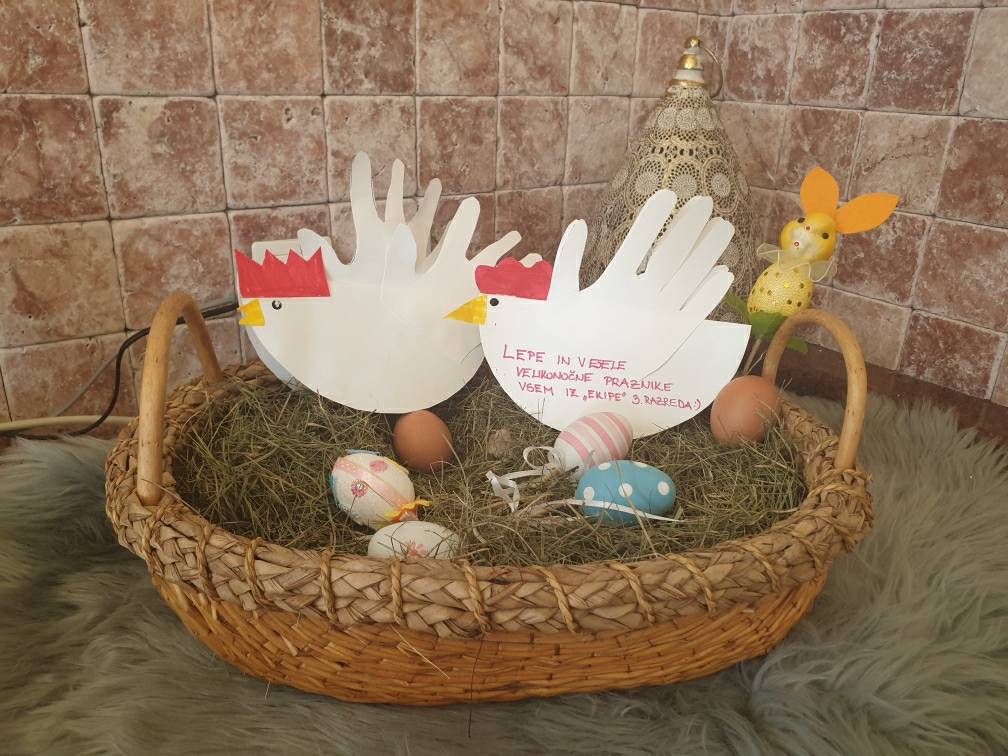 LEPE IN VESELE
VELIKONOČNE PRAZNIKE
VSEM IZ „EKIPE" 3. RAZREDA:)